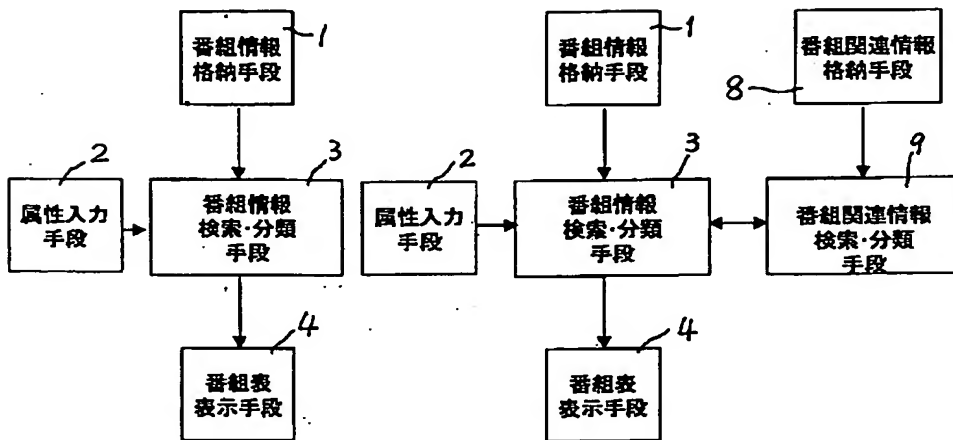 番組情報
格納手段
1
2
属性入力
手段
3
番組情報
検索・分類
手段
4
番組表
表示手段
番組情報
格納手段
1
番組関連情報
格納手段
8
2
属性入力
手段
3
番組情報
検索・分類
手段
9
番組関連情報
検索・分類
手段
4
番組表
表示手段